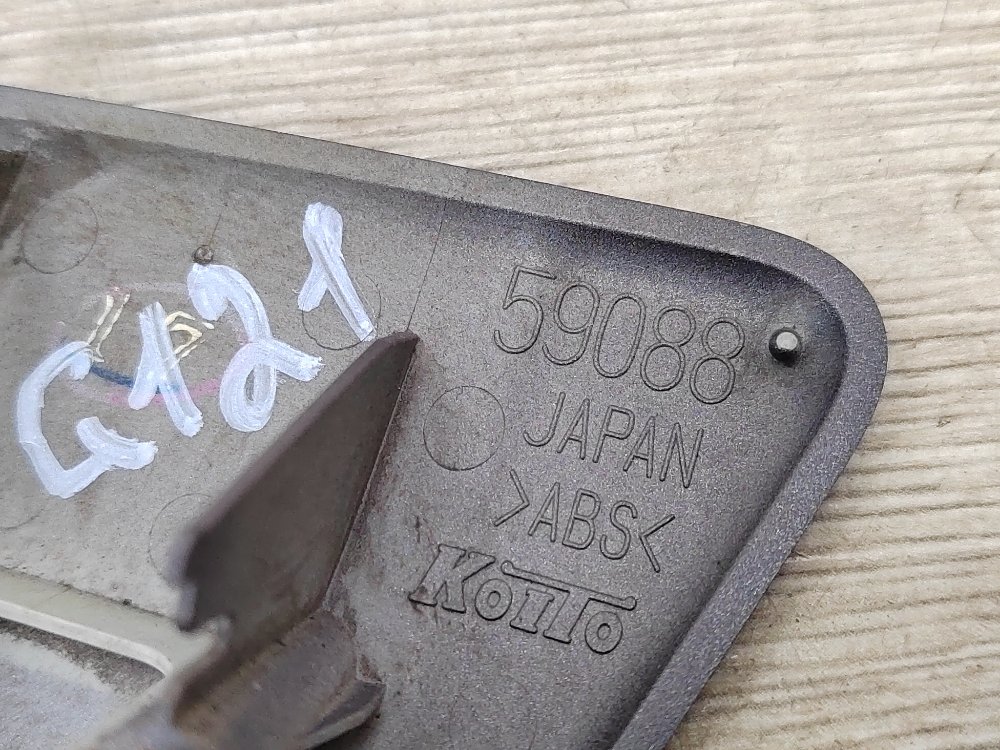 G121
59088
JAPAN
>ABS<
KOITO